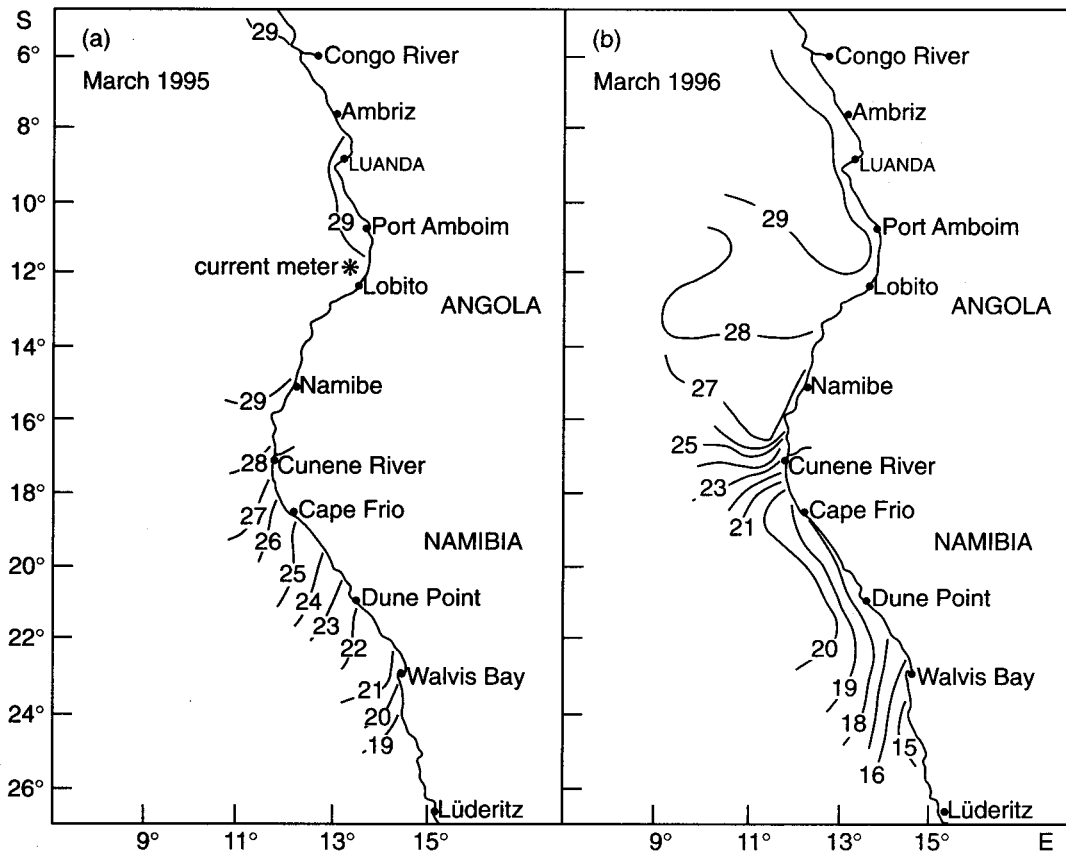 S
(a)
March 1995
29
Congo River
6°
Ambriz
8°
LUANDA
10°
29
Port Amboim
current meter *
12°
Lobito
ANGOLA
14°
29
Namibe
16°
28
Cunene River
18°
27
Cape Frio
26
NAMIBIA
20°
25
24
Dune Point
23
22°
22
21
Walvis Bay
20
24°
19
26°
Lüderitz
9°
11°
13°
15°
(b)
March 1996
Congo River
Ambriz
LUANDA
Port Amboim
29
Lobito
ANGOLA
28
27
Namibe
25
Cunene River
23
21
Cape Frio
NAMIBIA
Dune Point
20
19
Walvis Bay
18
15
16
Lüderitz
9°
11°
13°
15°
E